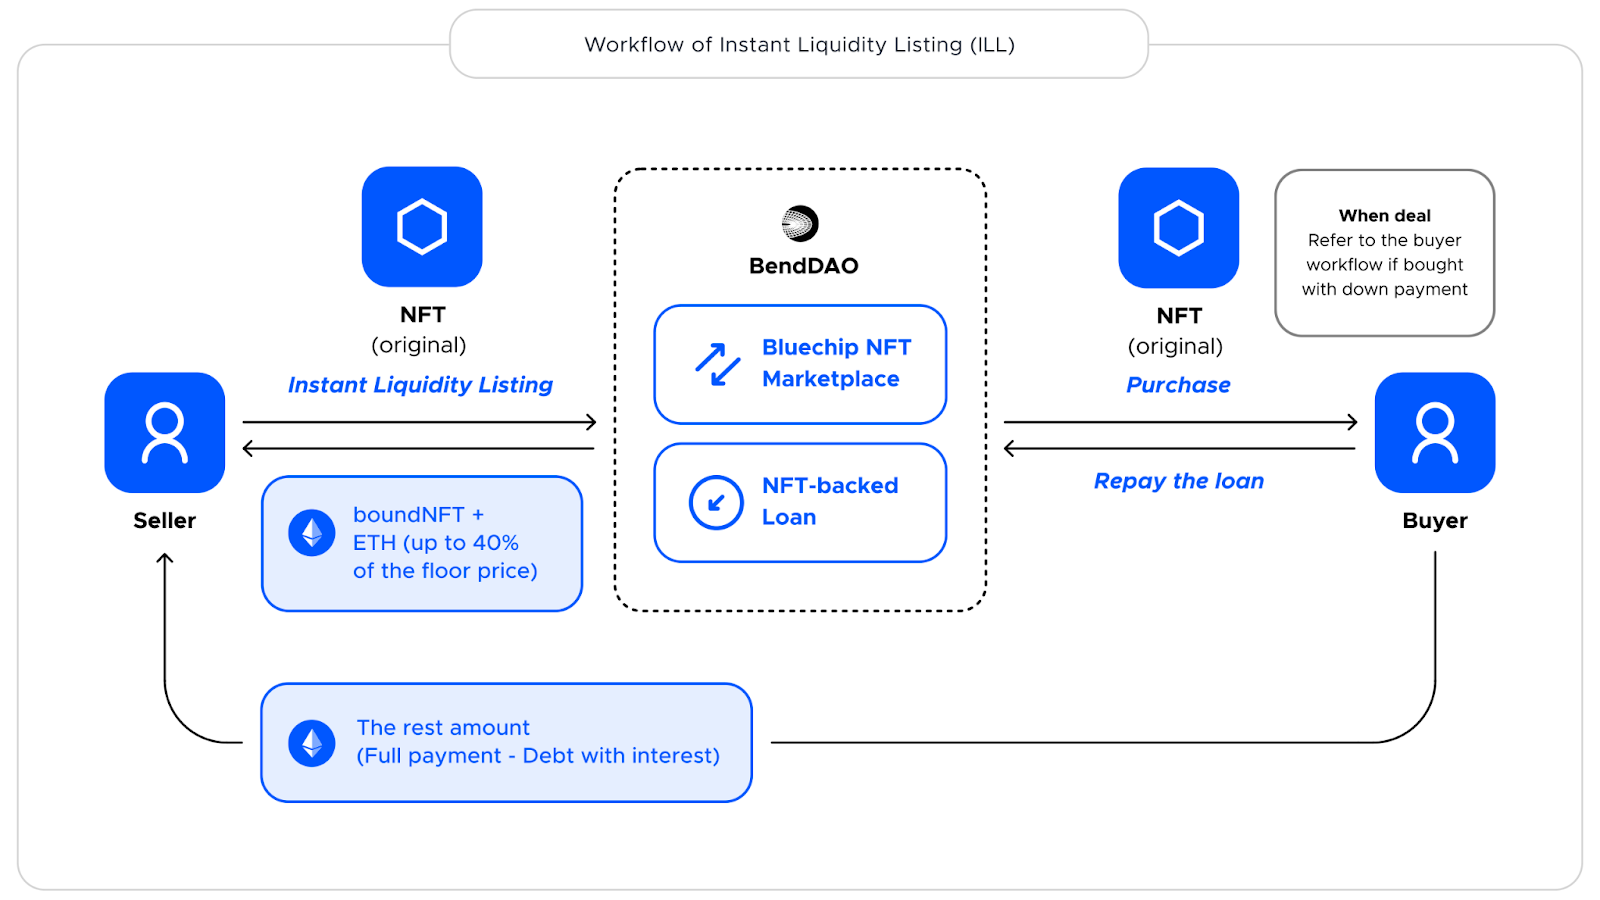 Workflow of Instant Liquidity Listing (ILL)
NFT
(original)
Instant Liquidity Listing
Seller
boundNFT +
ETH (up to 40%
of the floor price)
BendDAO
Bluechip NFT
Marketplace
NFT-backed
Loan
NFT
(original)
Purchase
When deal
Refer to the buyer
workflow if bought
with down payment
Repay the loan
Buyer
The rest amount
(Full payment - Debt with interest)